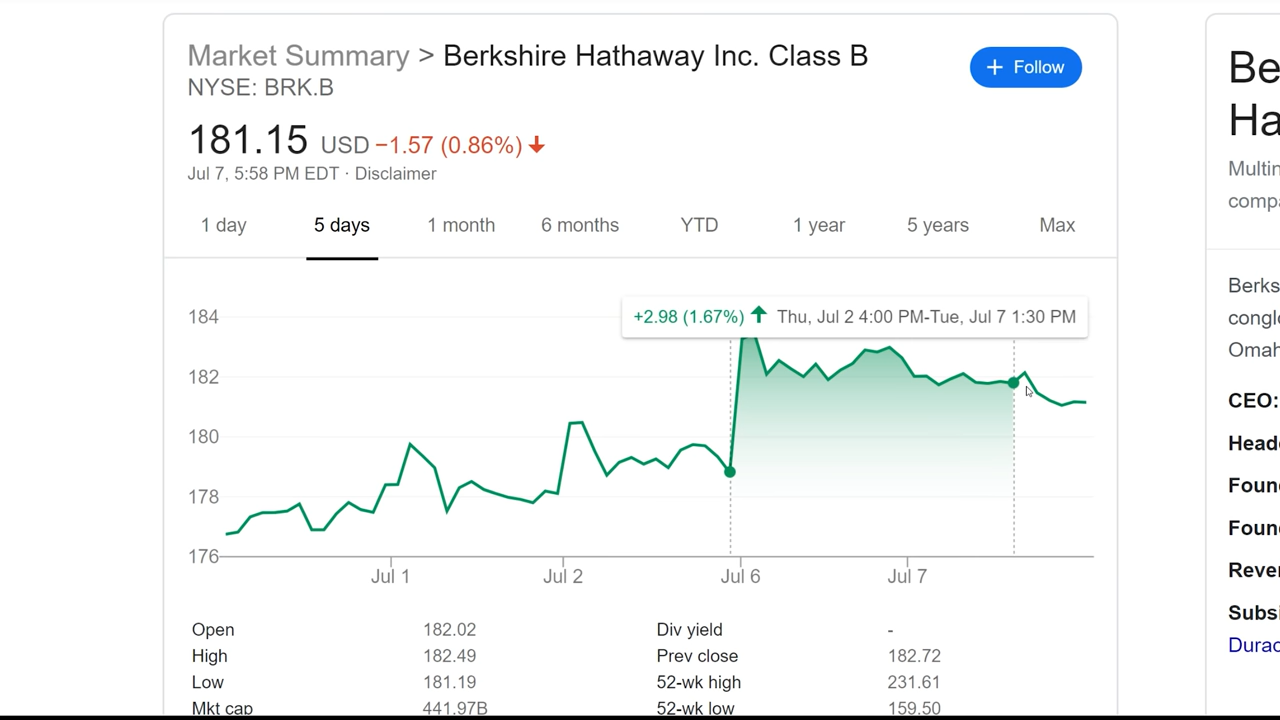 Market Summary > Berkshire Hathaway Inc. Class B
NYSE: BRK.B
+ Follow
181.15 USD −1.57 (0.86%)
Jul 7, 5:58 PM EDT · Disclaimer
1 day 5 days 1 month 6 months YTD 1 year 5 years Max
+2.98 (1.67%) Thu, Jul 2 4:00 PM-Tue, Jul 7 1:30 PM
184
182
180
178
176
Jul 1 Jul 2 Jul 6 Jul 7
Open 182.02 Div yield -
High 182.49 Prev close 182.72
Low 181.19 52-wk high 231.61
Mkt cap 441.97B 52-wk low 159.50
Be
Ha
Multin
compa
Berks
conglo
Omah
CEO:
Heade
Foun
Foun
Reve
Subsi
Durac